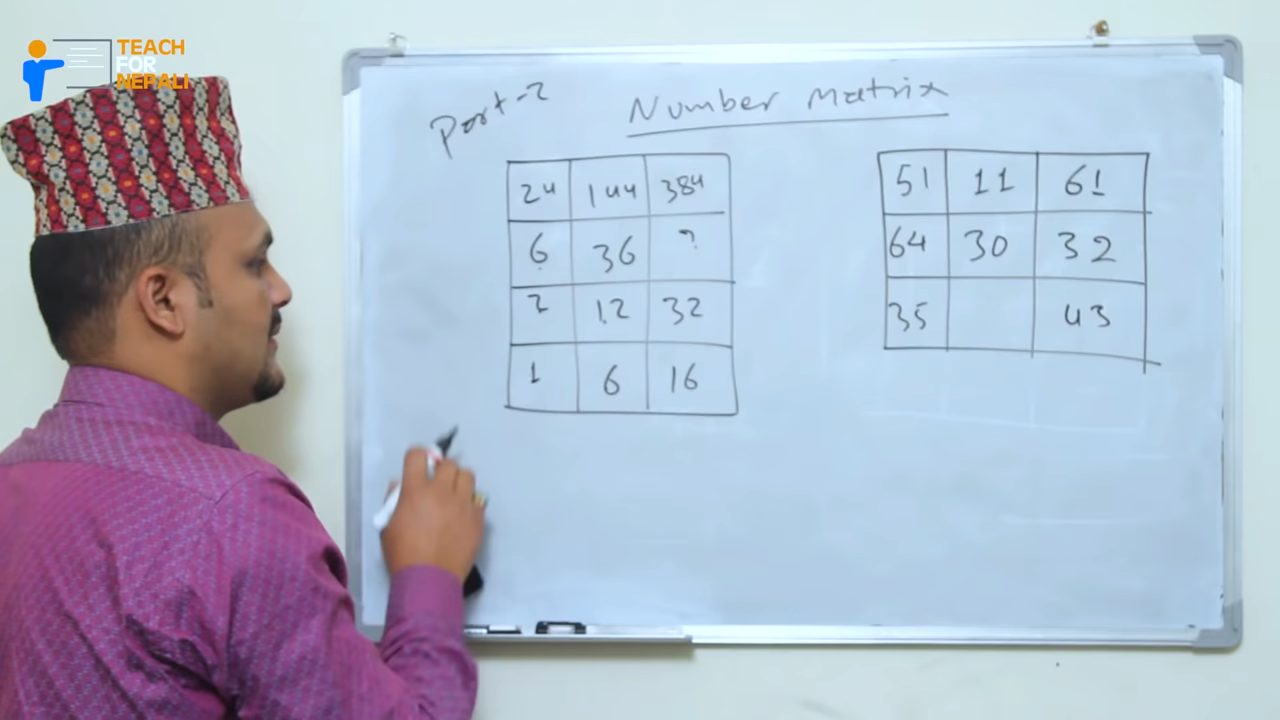 TEACH
FOR
NEPALI
Part-2
Number Matrix
24 144 384
6 36 ?
2 12 32
1 6 16
51 11 61
64 30 32
35 43